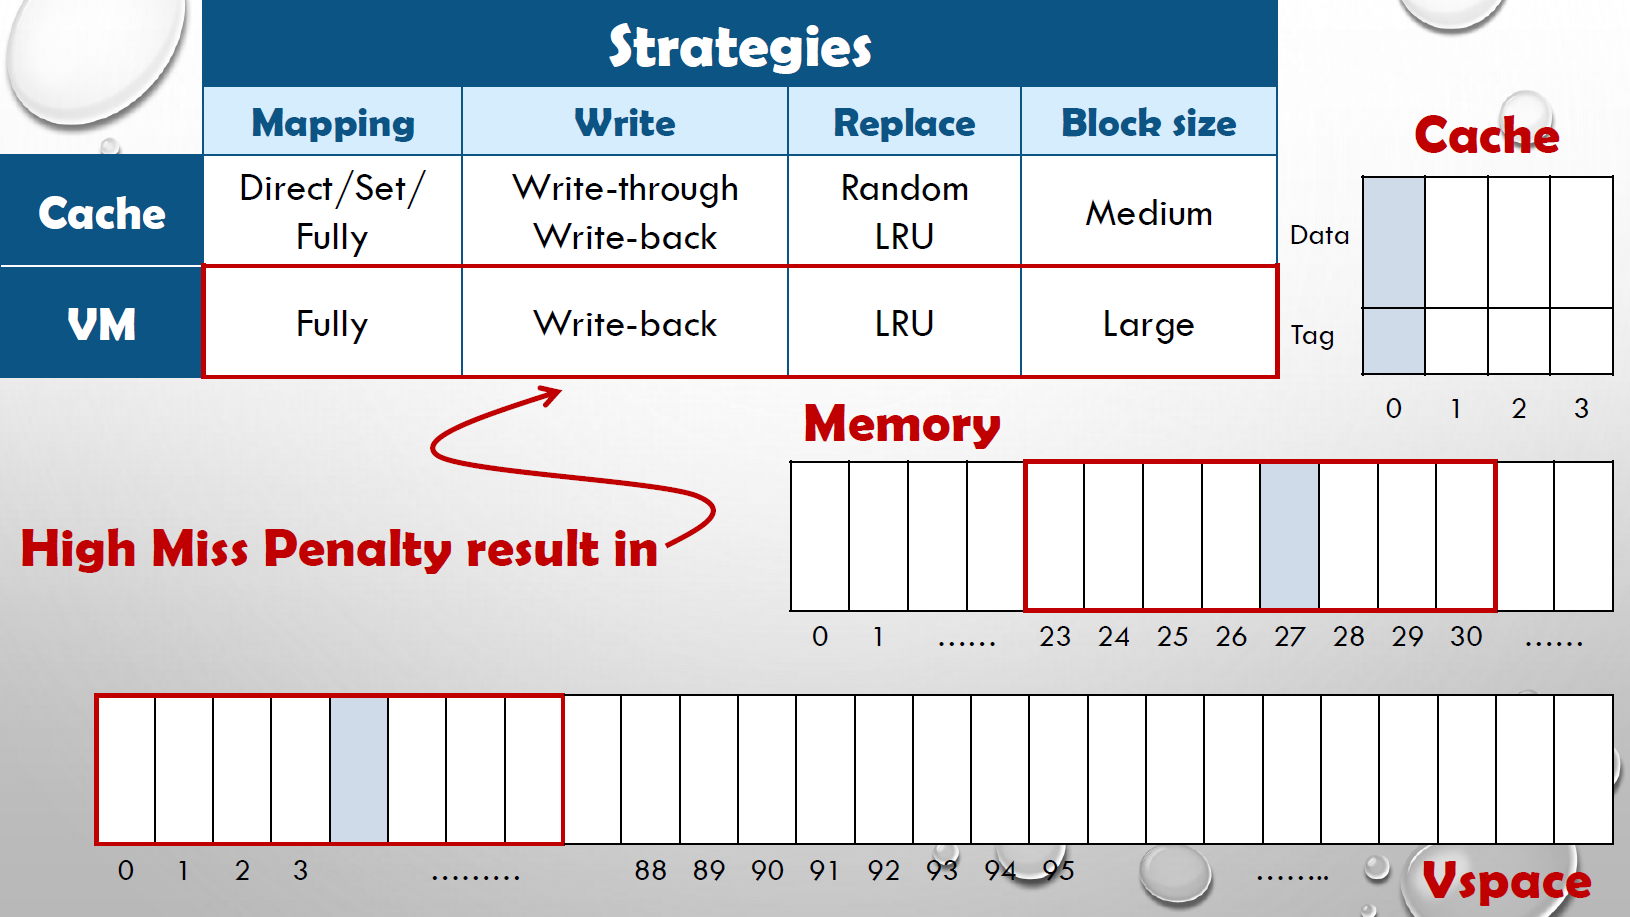 Strategies
Mapping Write Replace Block size
Cache
Direct/Set/
Fully
Write-through
Write-back
Random
LRU
Medium
VM
Fully Write-back LRU Large
Cache
Data
Tag
0 1 2 3
Memory
High Miss Penalty result in
0 1 ...... 23 24 25 26 27 28 29 30 ......
0 1 2 3 ......... 88 89 90 91 92 93 94 95 ........
Vspace